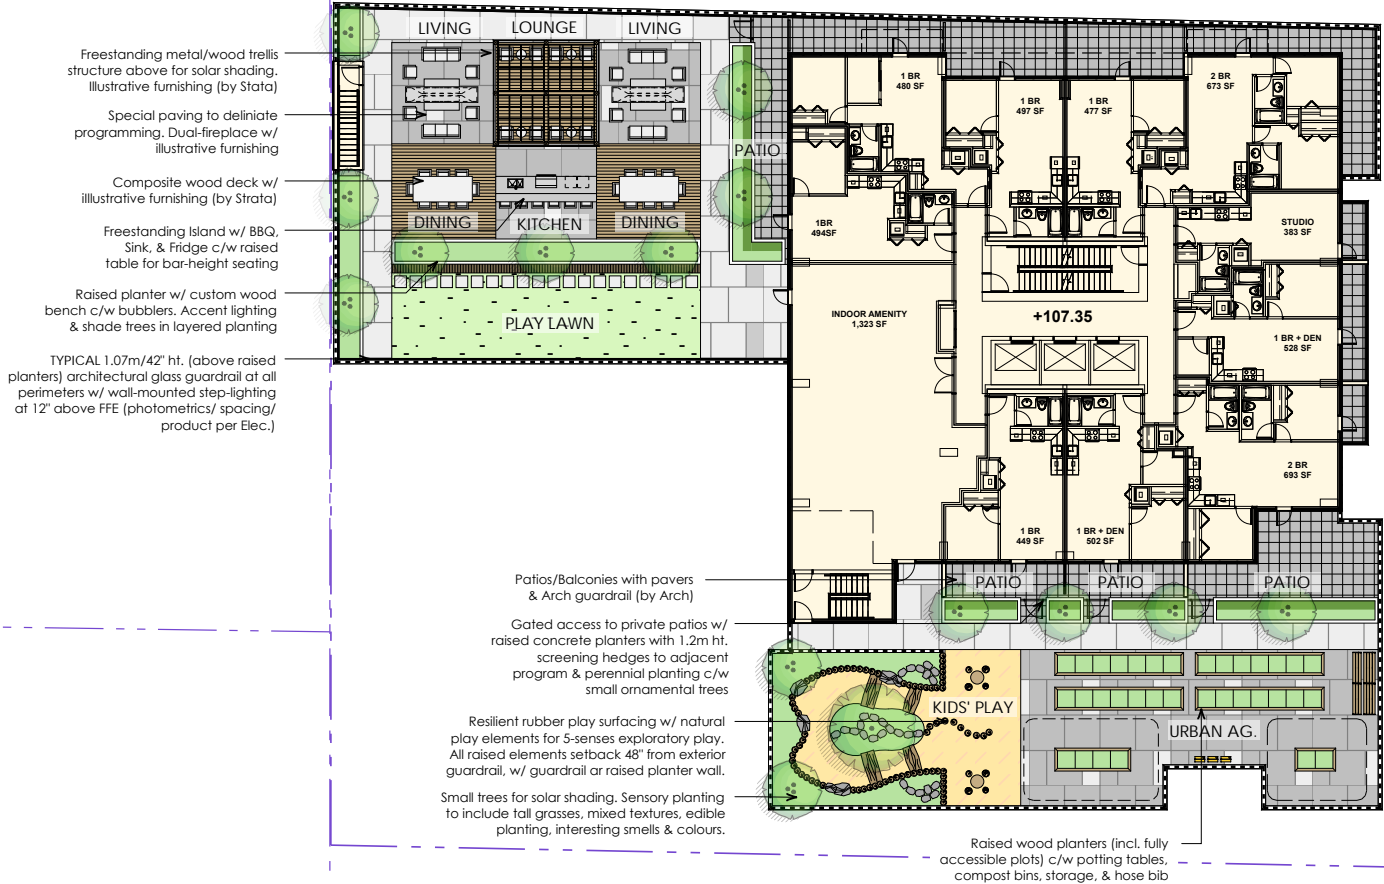 Freestanding metal/wood trellis
structure above for solar shading.
Illustrative furnishing (by Stata)
Special paving to deliniate
programming. Dual-fireplace w/
illustrative furnishing
Composite wood deck w/
illlustrative furnishing (by Strata)
Freestanding Island w/ BBQ,
Sink, & Fridge c/w raised
table for bar-height seating
Raised planter w/ custom wood
bench c/w bubblers. Accent lighting
& shade trees in layered planting
TYPICAL 1.07m/42" ht. (above raised
planters) architectural glass guardrail at all
perimeters w/ wall-mounted step-lighting
at 12" above FFE (photometrics/ spacing/
product per Elec.)
LIVING
LOUNGE
LIVING
DINING
KITCHEN
DINING
PLAY LAWN
PATIO
1 BR
480 SF
1 BR
497 SF
1 BR
477 SF
2 BR
673 SF
1BR
494SF
STUDIO
383 SF
INDOOR AMENITY
1,323 SF
+107.35
1 BR + DEN
528 SF
2 BR
693 SF
1 BR
449 SF
1 BR + DEN
502 SF
PATIO
PATIO
PATIO
Patios/Balconies with pavers
& Arch guardrail (by Arch)
Gated access to private patios w/
raised concrete planters with 1.2m ht.
screening hedges to adjacent
program & perennial planting c/w
small ornamental trees
Resilient rubber play surfacing w/ natural
play elements for 5-senses exploratory play.
All raised elements setback 48" from exterior
guardrail, w/ guardrail ar raised planter wall.
Small trees for solar shading. Sensory planting
to include tall grasses, mixed textures, edible
planting, interesting smells & colours.
KIDS' PLAY
URBAN AG.
Raised wood planters (incl. fully
accessible plots) c/w potting tables,
compost bins, storage, & hose bib